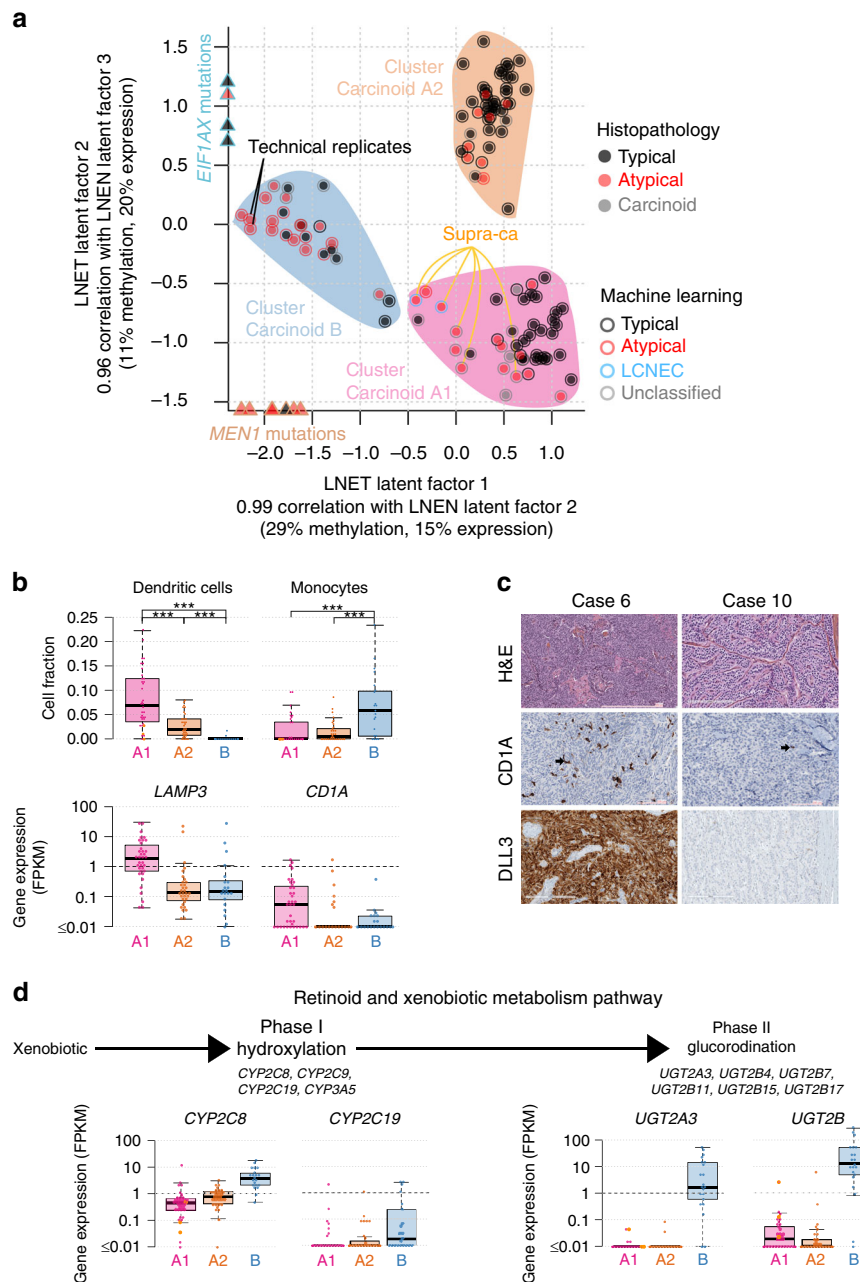 a
LNET latent factor 2
0.96 correlation with LNEN latent factor 3
(11% methylation, 20% expression)
EIF1AX mutations
1.5
1.0
0.5
0.0
−0.5
−1.0
−1.5
Cluster
Carcinoid A2
Technical replicates
Supra-ca
Cluster
Carcinoid B
Cluster
Carcinoid A1
MEN1 mutations
−2.0
−1.5
−1.0
−0.5
0.0
0.5
1.0
LNET latent factor 1
0.99 correlation with LNEN latent factor 2
(29% methylation, 15% expression)
Histopathology
Typical
Atypical
Carcinoid
Machine learning
Typical
Atypical
LCNEC
Unclassified
b
Dendritic cells
Monocytes
*** 
*** ***
***
***
Cell fraction
0.25
0.20
0.15
0.10
0.05
0.00
A1 A2 B
A1 A2 B
LAMP3
CD1A
Gene expression
(FPKM)
100
10
1
0.1
≤0.01
A1 A2 B
A1 A2 B
c
Case 6
Case 10
H&E
CD1A
DLL3
d
Retinoid and xenobiotic metabolism pathway
Xenobiotic
Phase I
hydroxylation
CYP2C8, CYP2C9,
CYP2C19, CYP3A5
Phase II
glucorodination
UGT2A3, UGT2B4, UGT2B7,
UGT2B11, UGT2B15, UGT2B17
CYP2C8
CYP2C19
UGT2A3
UGT2B
Gene expression (FPKM)
100
10
1
0.1
≤0.01
A1 A2 B
A1 A2 B
Gene expression (FPKM)
100
10
1
0.1
≤0.01
A1 A2 B
A1 A2 B